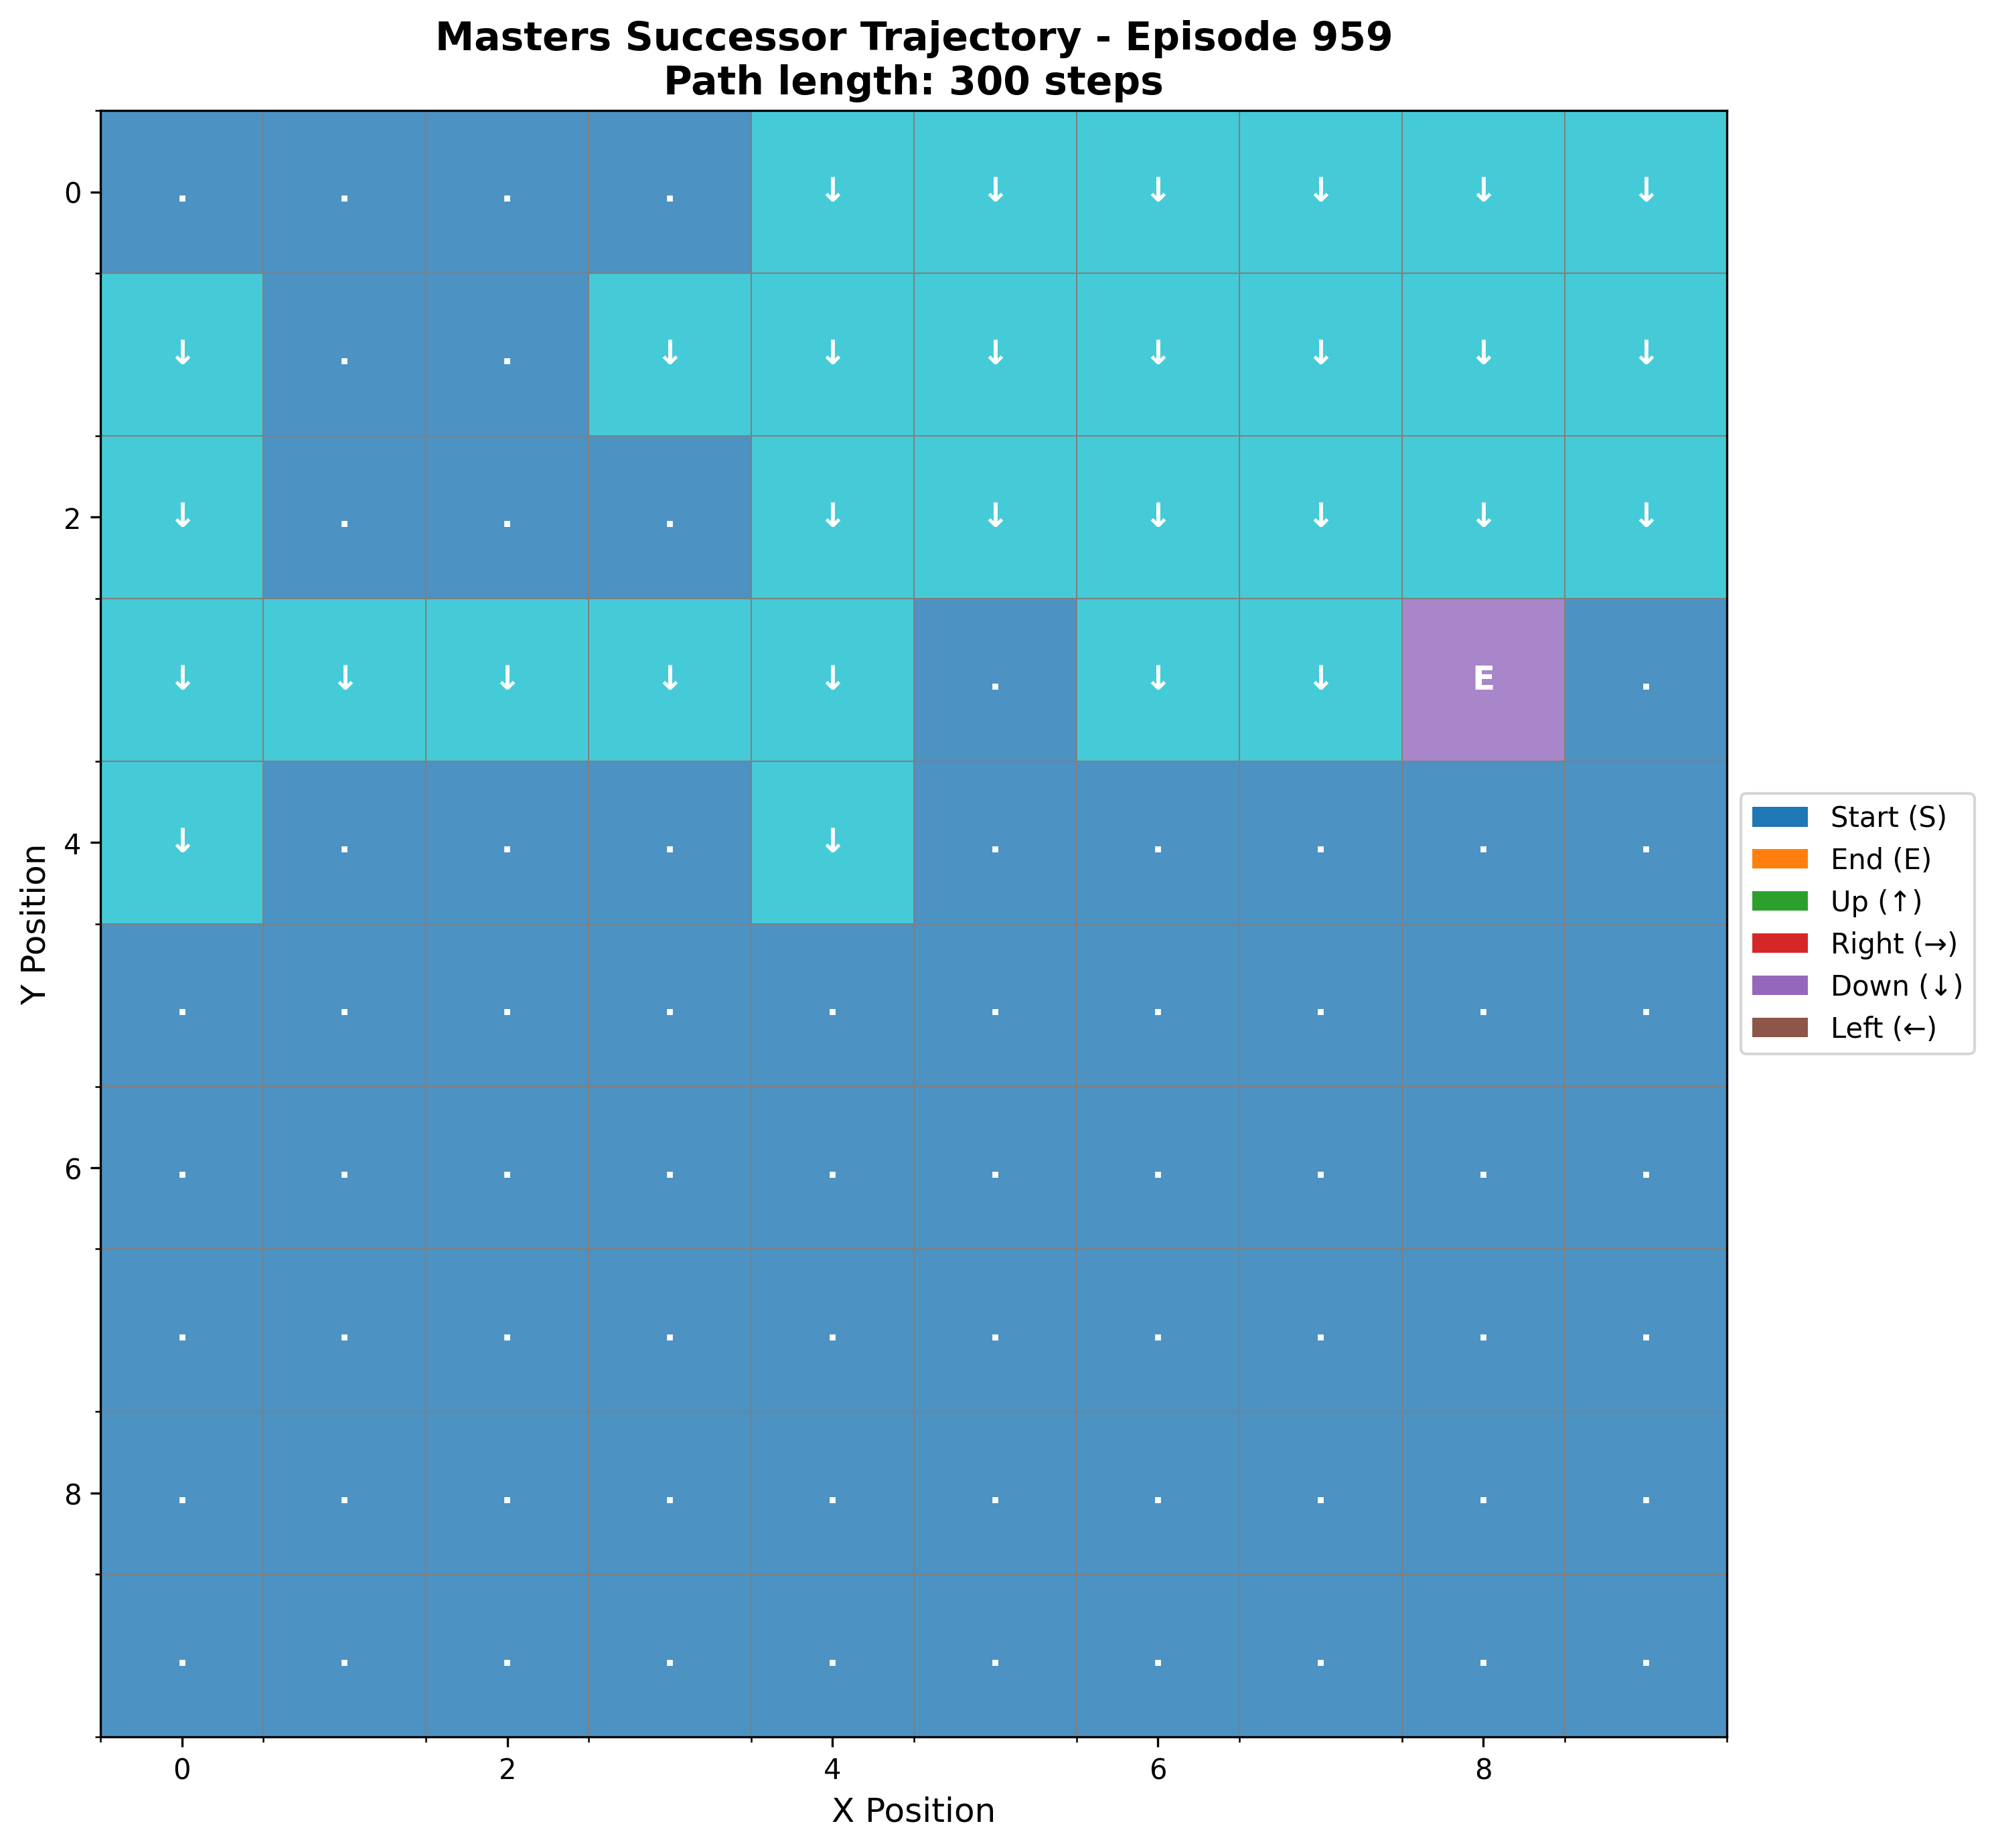 Masters Successor Trajectory - Episode 959
Path length: 300 steps
0 . . . . ↓ ↓ ↓ ↓ ↓ ↓
↓ . . ↓ ↓ ↓ ↓ ↓ ↓ ↓
2 ↓ . . . ↓ ↓ ↓ ↓ ↓ ↓
↓ ↓ ↓ ↓ ↓ . ↓ ↓ E .
4 ↓ . . . ↓ . . . . .
. . . . . . . . . .
6 . . . . . . . . . .
. . . . . . . . . .
8 . . . . . . . . . .
. . . . . . . . . .
0 2 4 6 8
X Position
Y Position
Start (S)
End (E)
Up (↑)
Right (→)
Down (↓)
Left (←)